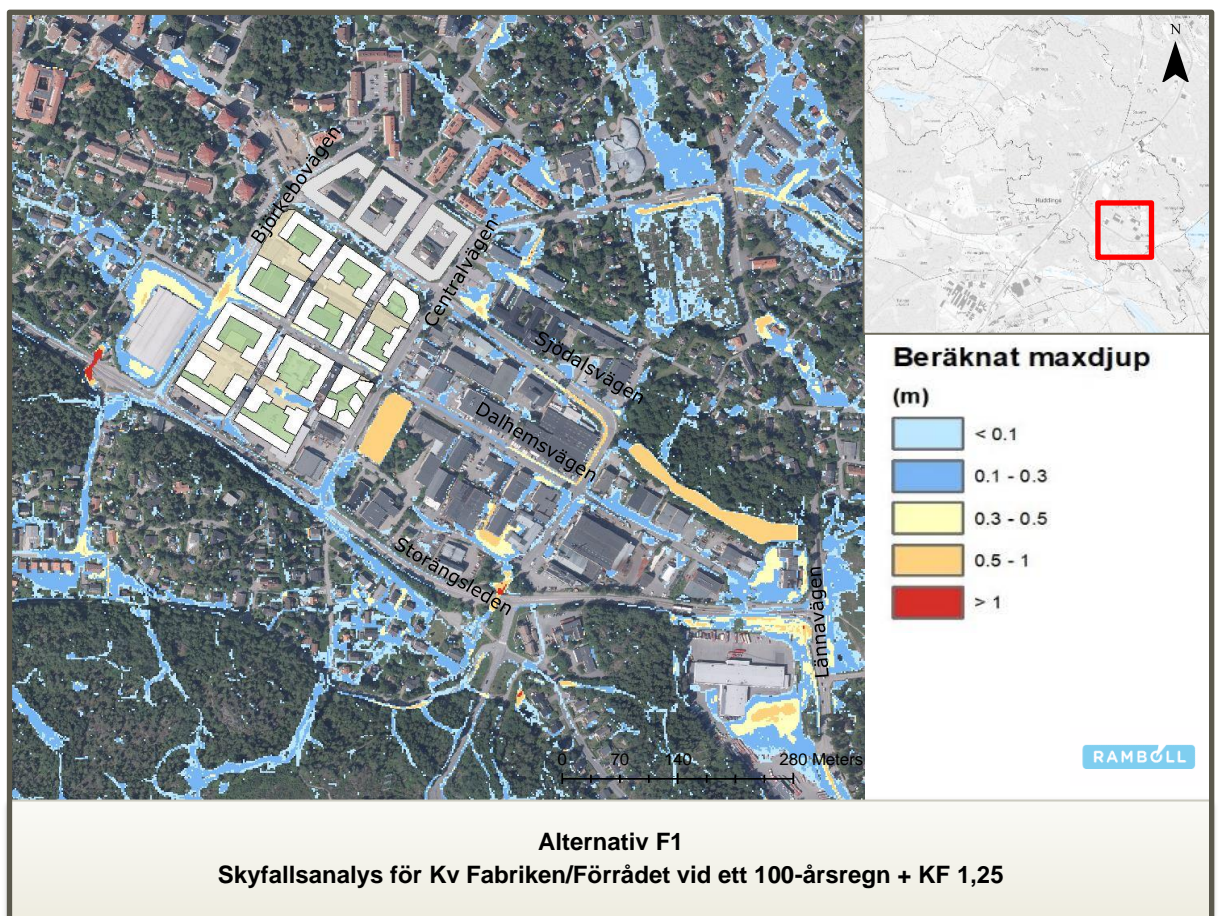 Björkebovägen
Centralvägen
Sjödalsvägen
Dalhemsvägen
Storängsleden
Lännavägen
0 70 140 280 Meters
N
Huddinge
Beräknat maxdjup
(m)
< 0.1
0.1 - 0.3
0.3 - 0.5
0.5 - 1
> 1
RAMBOLL
Alternativ F1
Skyfallsanalys för Kv Fabriken/Förrådet vid ett 100-årsregn + KF 1,25